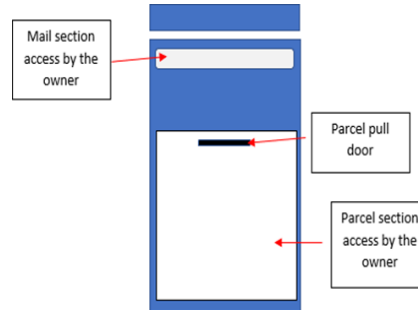 Mail section
access by the
owner
Parcel pull
door
Parcel section
access by the
owner